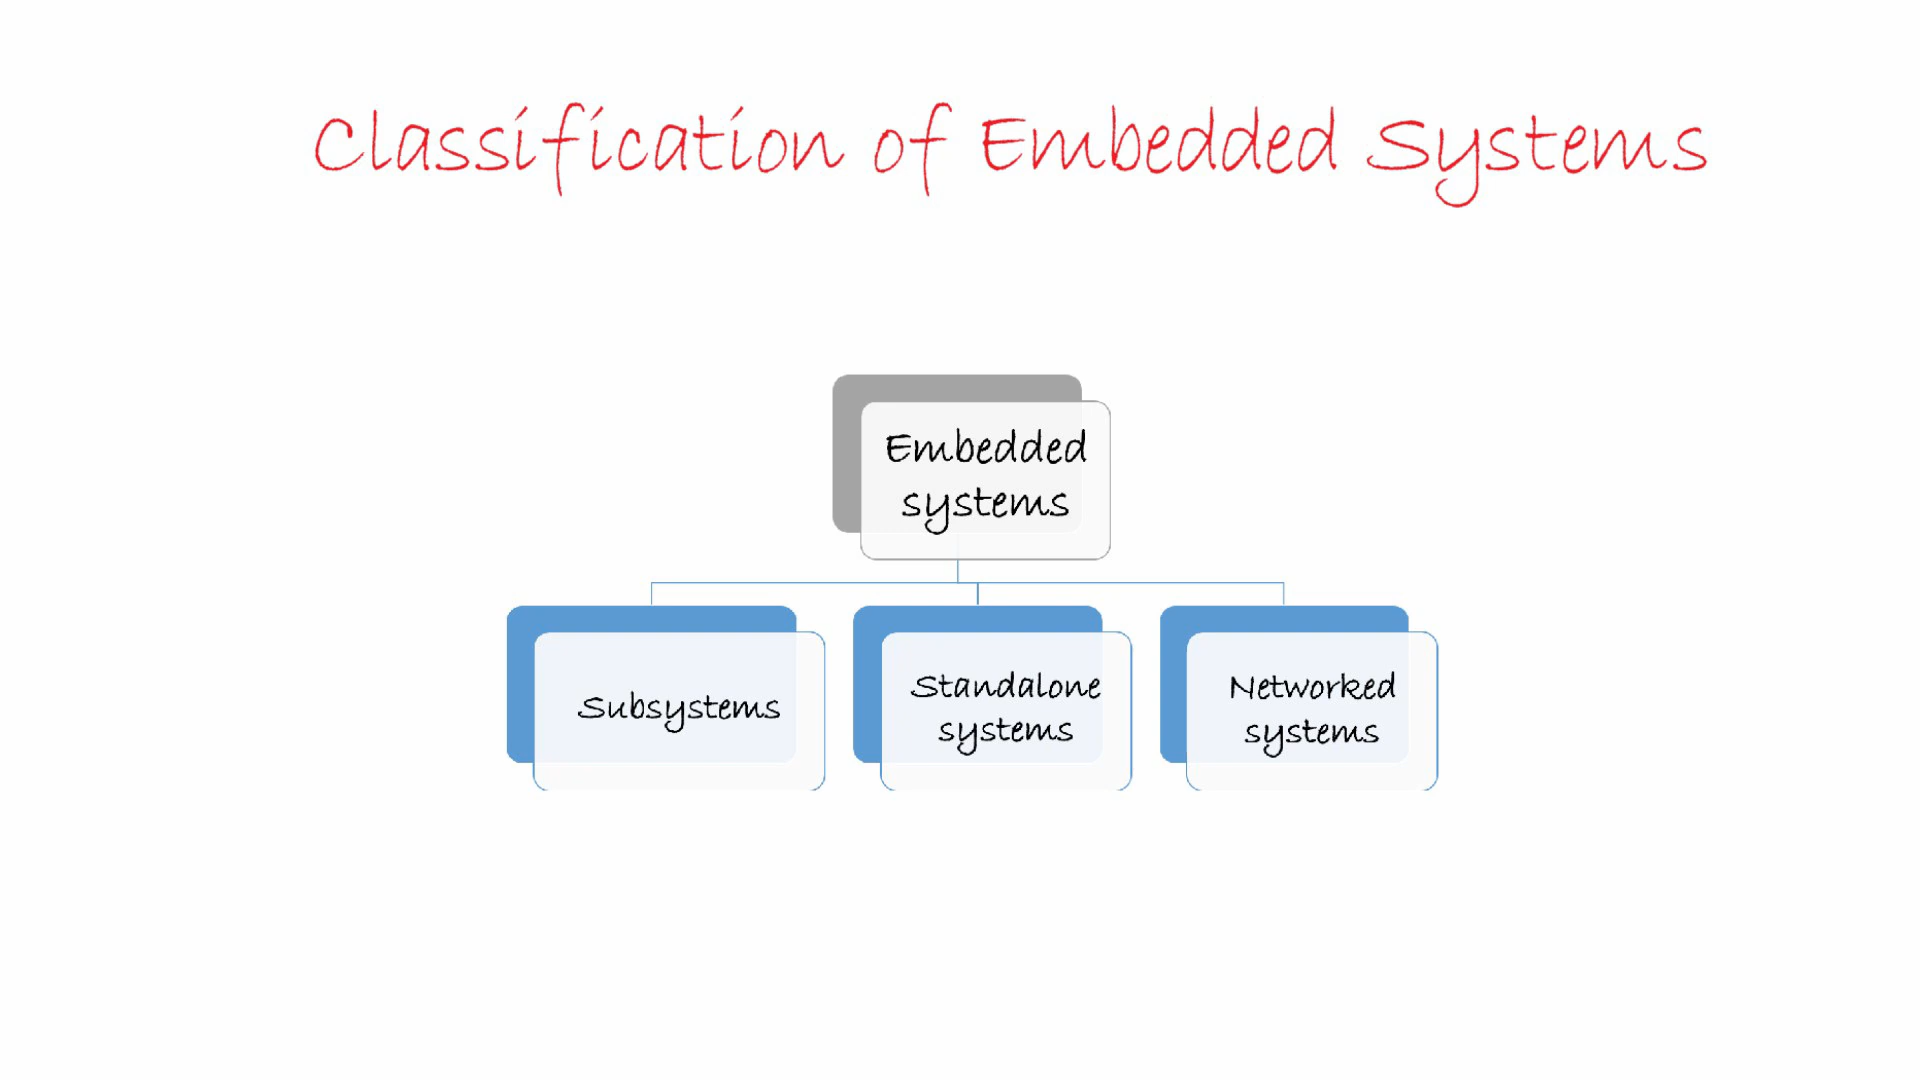 Classification of Embedded Systems
Embedded
systems
Subsystems
Standalone
systems
Networked
systems